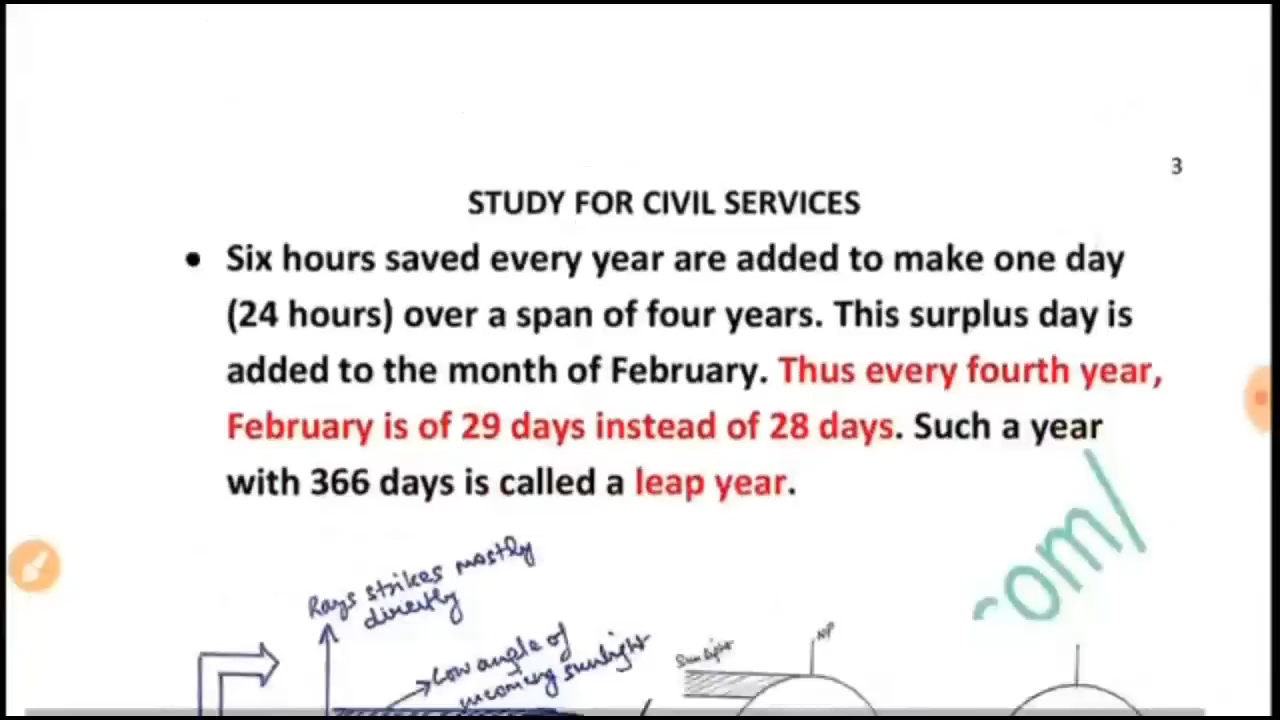 3
STUDY FOR CIVIL SERVICES
• Six hours saved every year are added to make one day
(24 hours) over a span of four years. This surplus day is
added to the month of February. Thus every fourth year,
February is of 29 days instead of 28 days. Such a year
with 366 days is called a leap year.
com/
Rays strikes mostly
directly
Low angle of
incoming sunlight
Sun light
NP